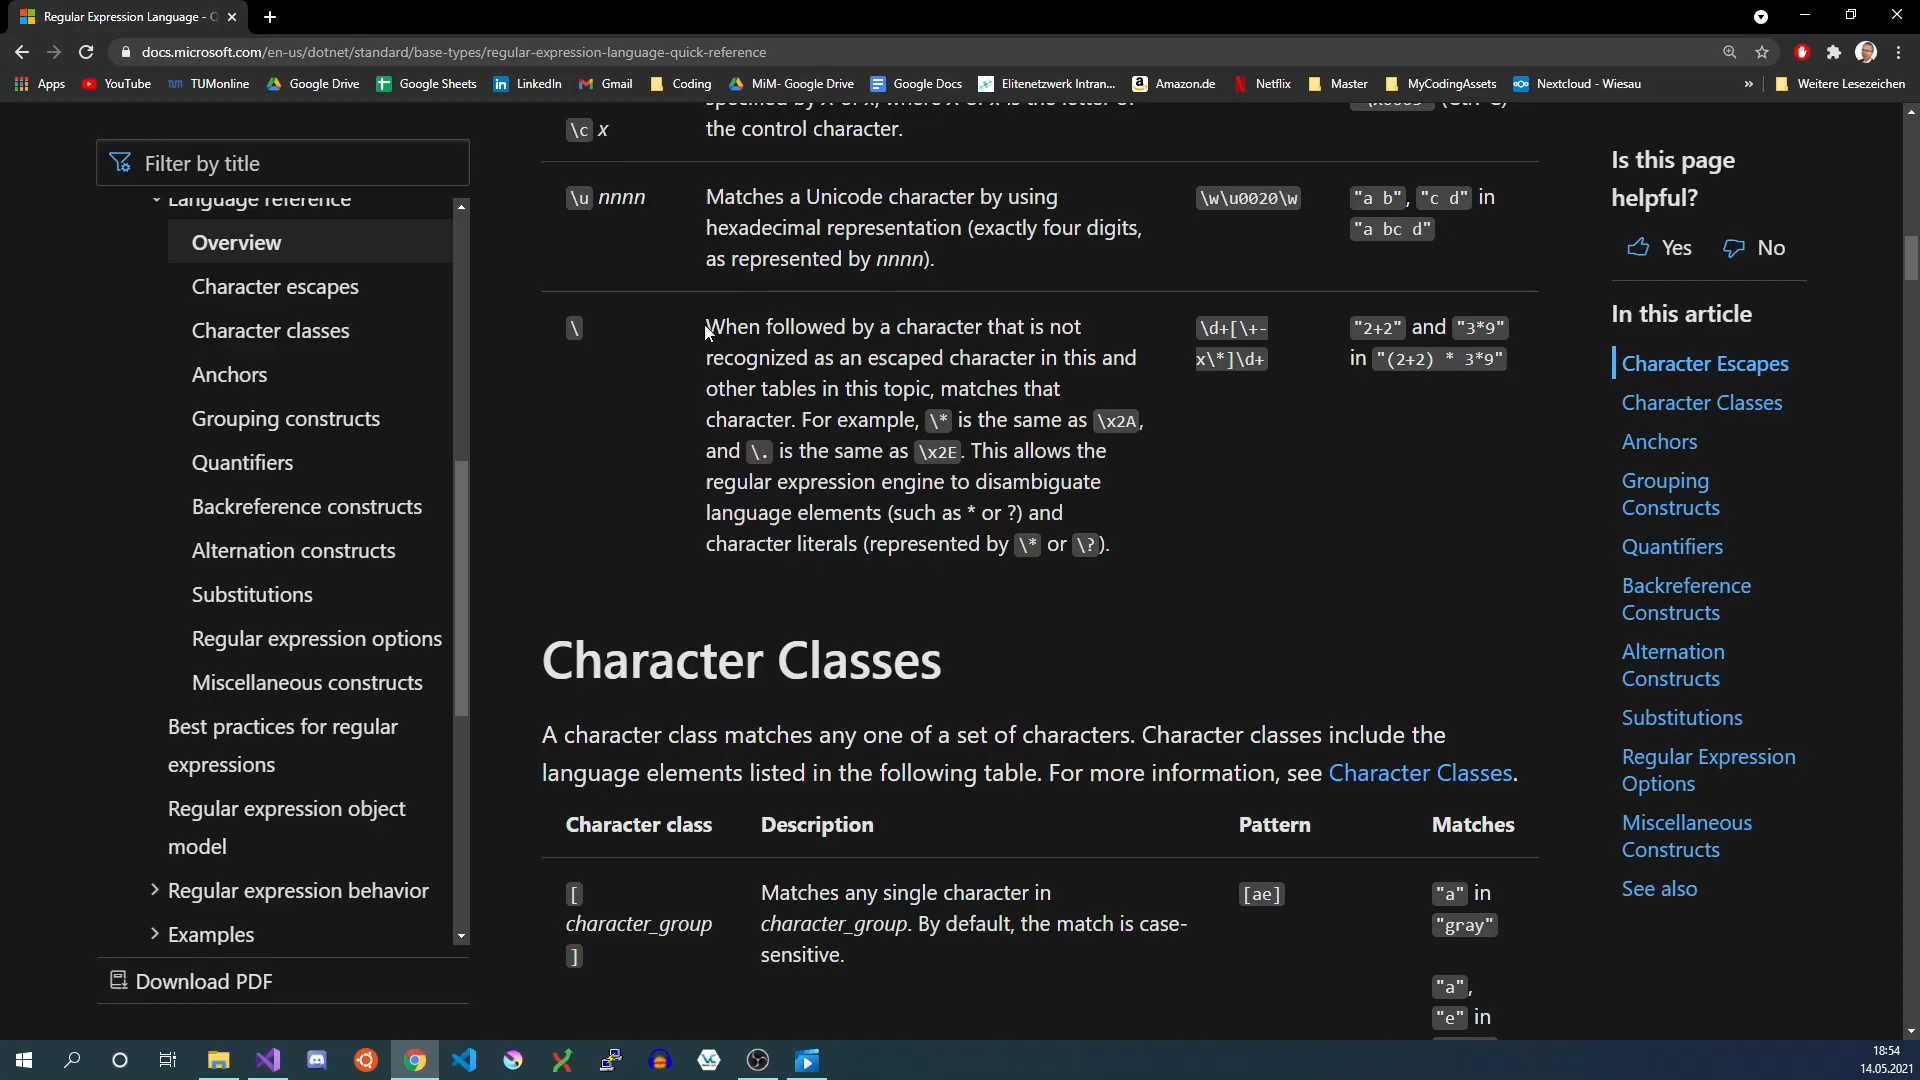 Regular Expression Language -
docs.microsoft.com/en-us/dotnet/standard/base-types/regular-expression-language-quick-reference
Apps YouTube TUMonline Google Drive Google Sheets LinkedIn Gmail Coding MiM- Google Drive Google Docs Elitenetzwerk Intran... Amazon.de Netflix Master MyCodingAssets Nextcloud - Wiesau » Weitere Lesezeichen
Filter by title
Language reference
Overview
Character escapes
Character classes
Anchors
Grouping constructs
Quantifiers
Backreference constructs
Alternation constructs
Substitutions
Regular expression options
Miscellaneous constructs
Best practices for regular
expressions
Regular expression object
model
Regular expression behavior
Examples
Download PDF
\c x
the control character.
\u nnnn
Matches a Unicode character by using
hexadecimal representation (exactly four digits,
as represented by nnnn).
\w\u0020\w
"a b", "c d" in
"a bc d"
\
When followed by a character that is not
recognized as an escaped character in this and
other tables in this topic, matches that
character. For example, \* is the same as \x2A,
and \. is the same as \x2E. This allows the
regular expression engine to disambiguate
language elements (such as * or ?) and
character literals (represented by \* or \?).
\d+[\+-
x\*]\d+
"2+2" and "3*9"
in "(2+2) * 3*9"
Character Classes
A character class matches any one of a set of characters. Character classes include the
language elements listed in the following table. For more information, see Character Classes.
Character class Description Pattern Matches
[
character_group
]
Matches any single character in
character_group. By default, the match is case-
sensitive.
[ae]
"a" in
"gray"
"a",
"e" in
Is this page
helpful?
Yes No
In this article
Character Escapes
Character Classes
Anchors
Grouping
Constructs
Quantifiers
Backreference
Constructs
Alternation
Constructs
Substitutions
Regular Expression
Options
Miscellaneous
Constructs
See also
18:54
14.05.2021